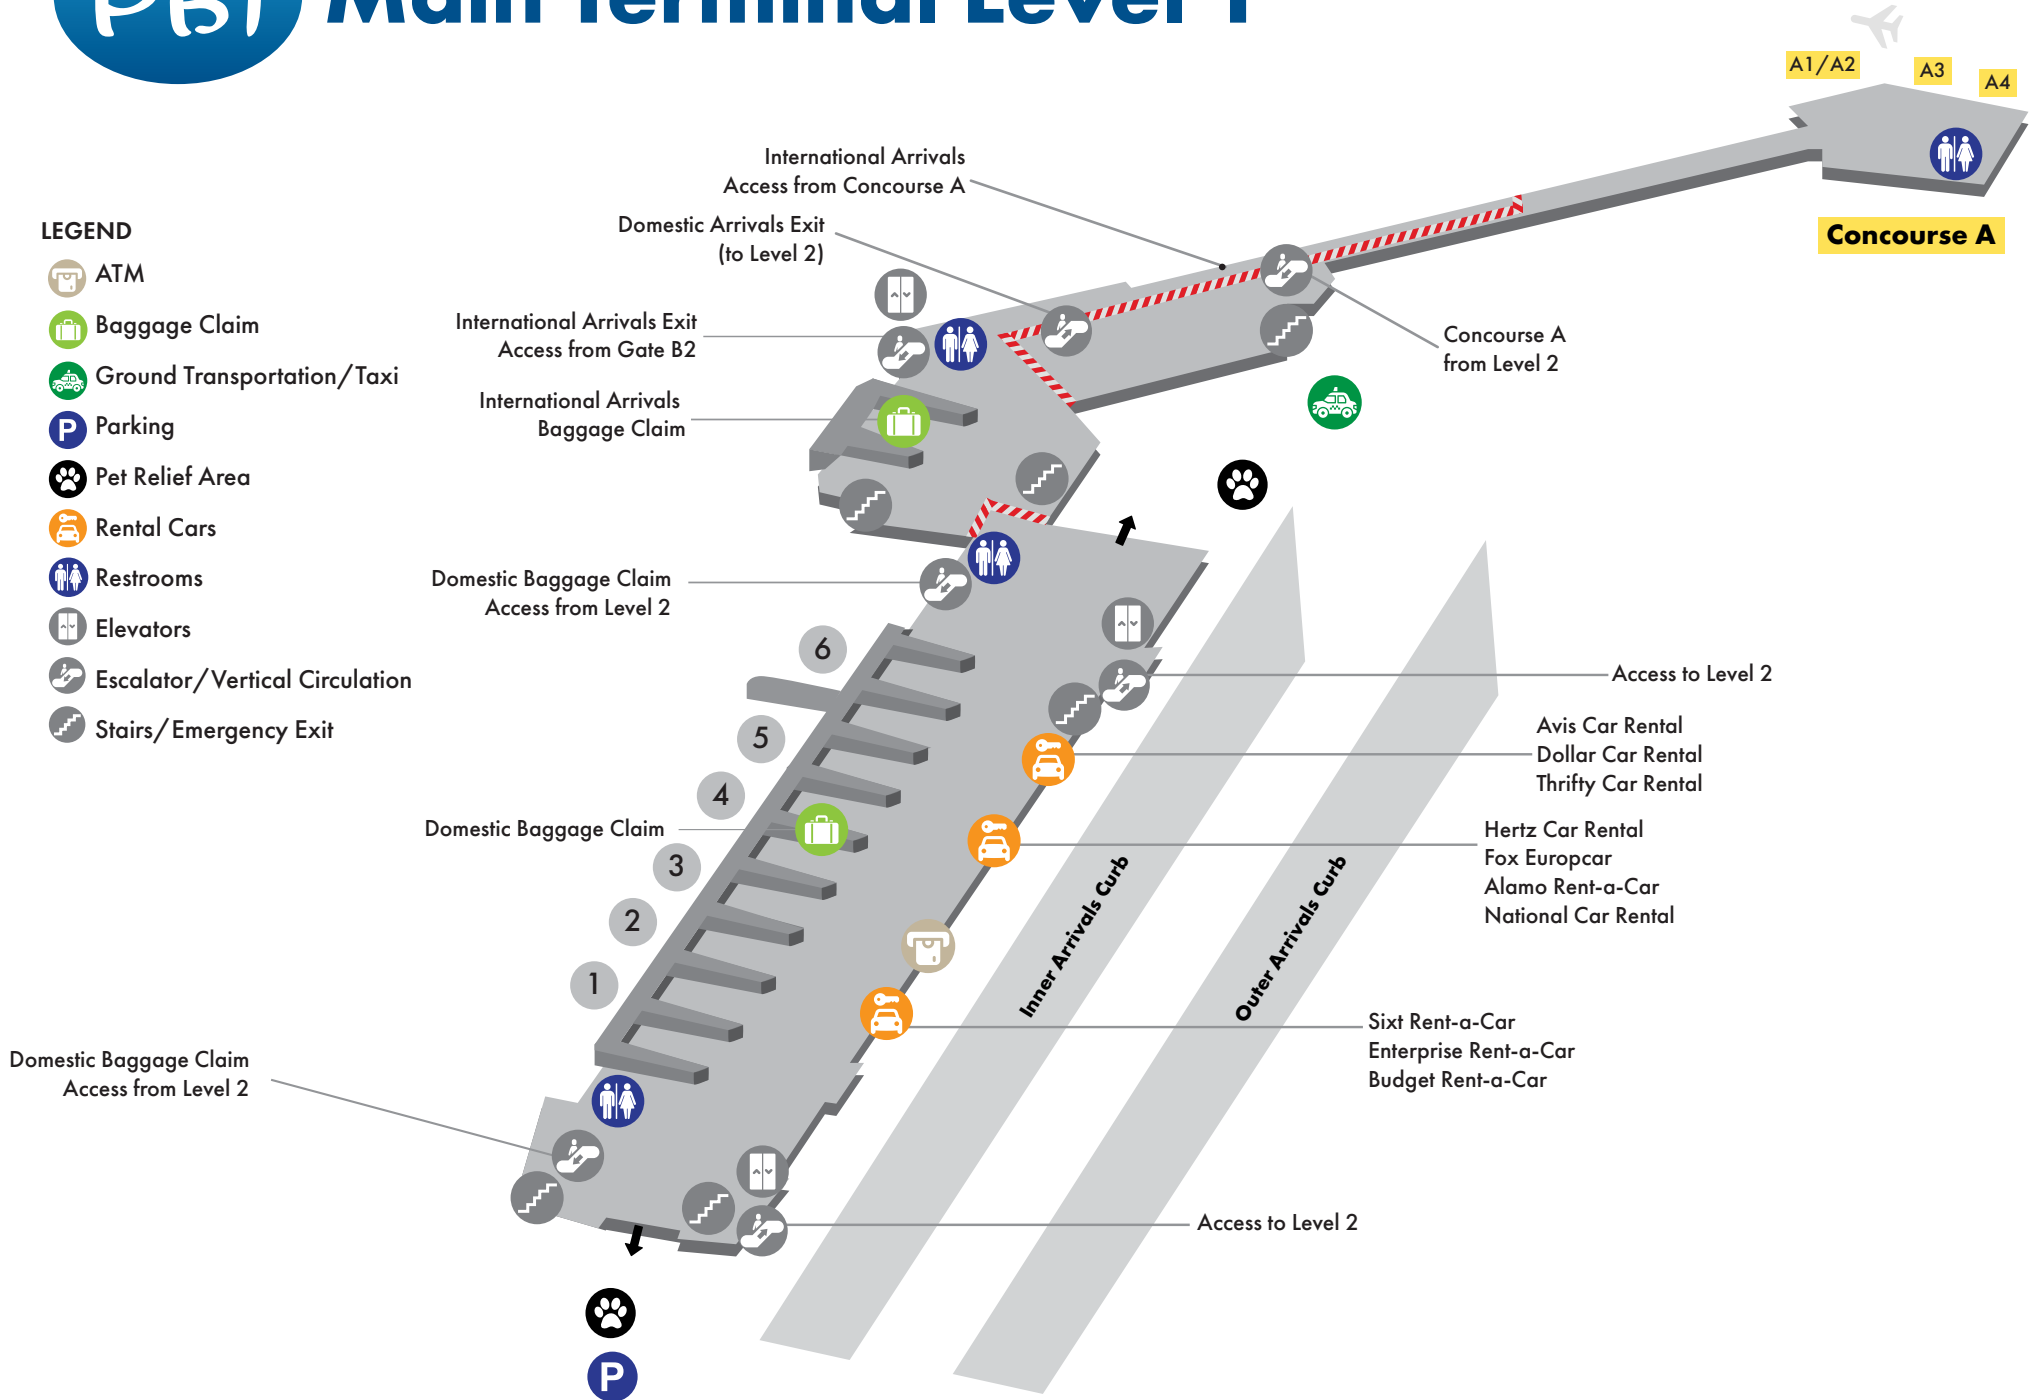 PBI Main Terminal Level 1
A1/A2
A3
A4
Concourse A
International Arrivals
Access from Concourse A
Domestic Arrivals Exit
(to Level 2)
International Arrivals Exit
Access from Gate B2
International Arrivals
Baggage Claim
Concourse A
from Level 2
LEGEND
ATM
Baggage Claim
Ground Transportation/Taxi
P
Parking
Pet Relief Area
Rental Cars
Restrooms
Elevators
Escalator/Vertical Circulation
Stairs/Emergency Exit
Domestic Baggage Claim
Access from Level 2
6
5
4
3
2
1
Domestic Baggage Claim
Access to Level 2
Avis Car Rental
Dollar Car Rental
Thrifty Car Rental
Hertz Car Rental
Fox Europcar
Alamo Rent-a-Car
National Car Rental
Inner Arrivals Curb
Outer Arrivals Curb
Sixt Rent-a-Car
Enterprise Rent-a-Car
Budget Rent-a-Car
Domestic Baggage Claim
Access from Level 2
Access to Level 2
P